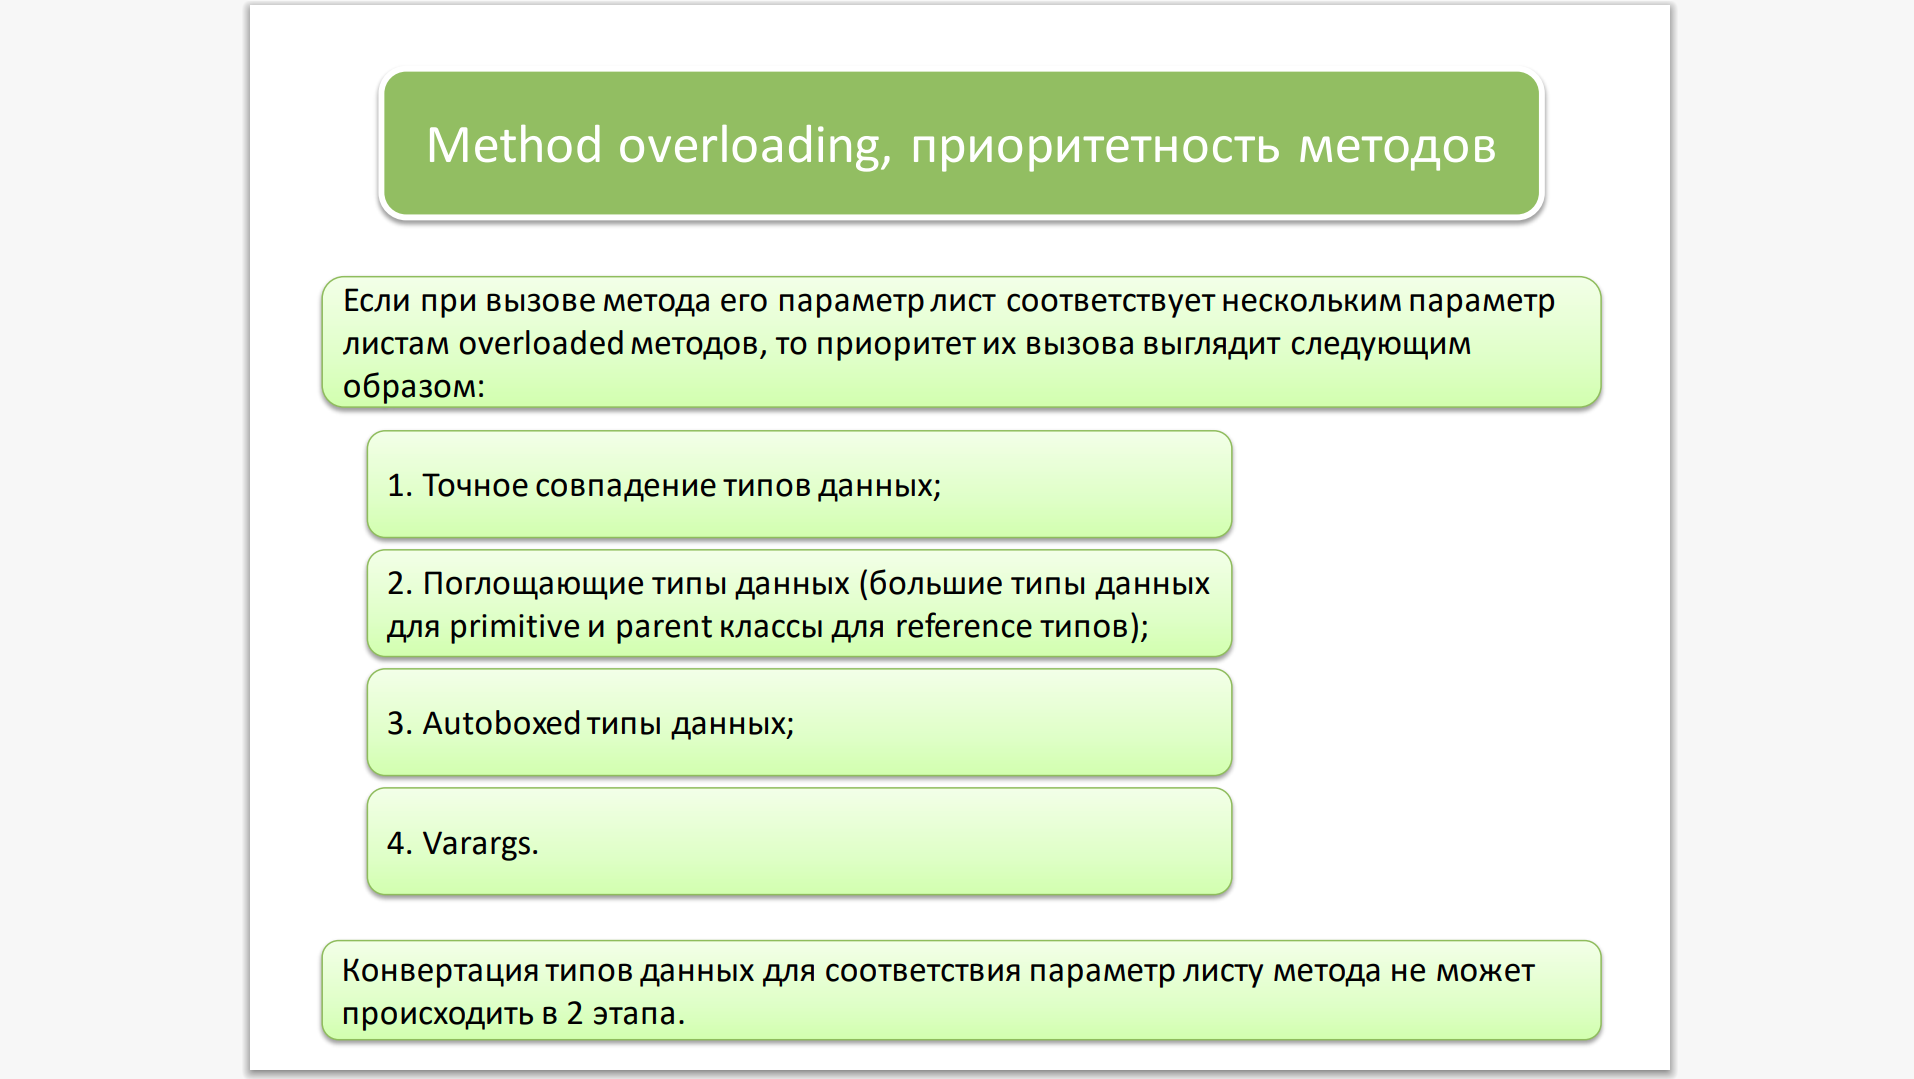 Method overloading, приоритетность методов
Если при вызове метода его параметр лист соответствует нескольким параметр
листам overloaded методов, то приоритет их вызова выглядит следующим
образом:
1. Точное совпадение типов данных;
2. Поглощающие типы данных (большие типы данных
для primitive и parent классы для reference типов);
3. Autoboxed типы данных;
4. Varargs.
Конвертация типов данных для соответствия параметр листу метода не может
происходить в 2 этапа.